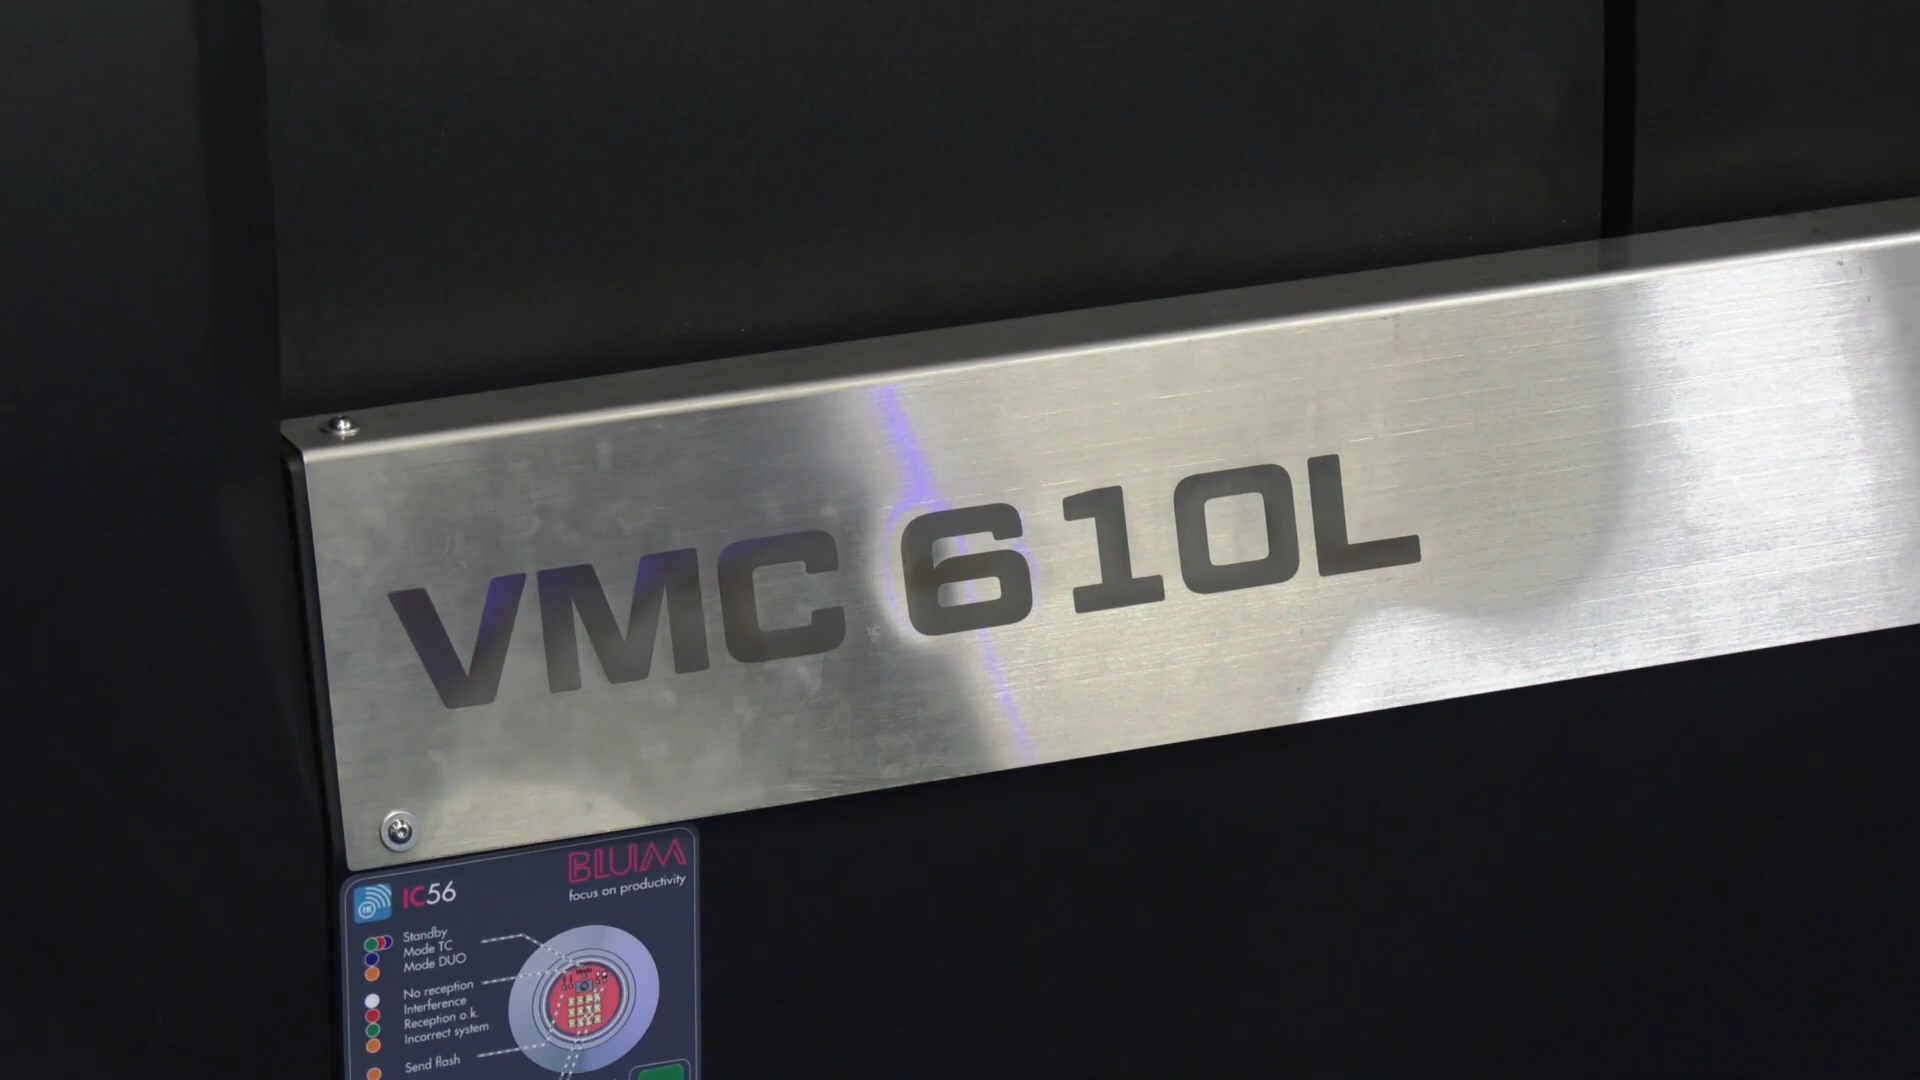 VMC 610L
BLUM
focus on productivity
IR
IC56
Standby
Mode TC
Mode DUO
No reception
Interference
Reception o.k.
Incorrect system
Send flash